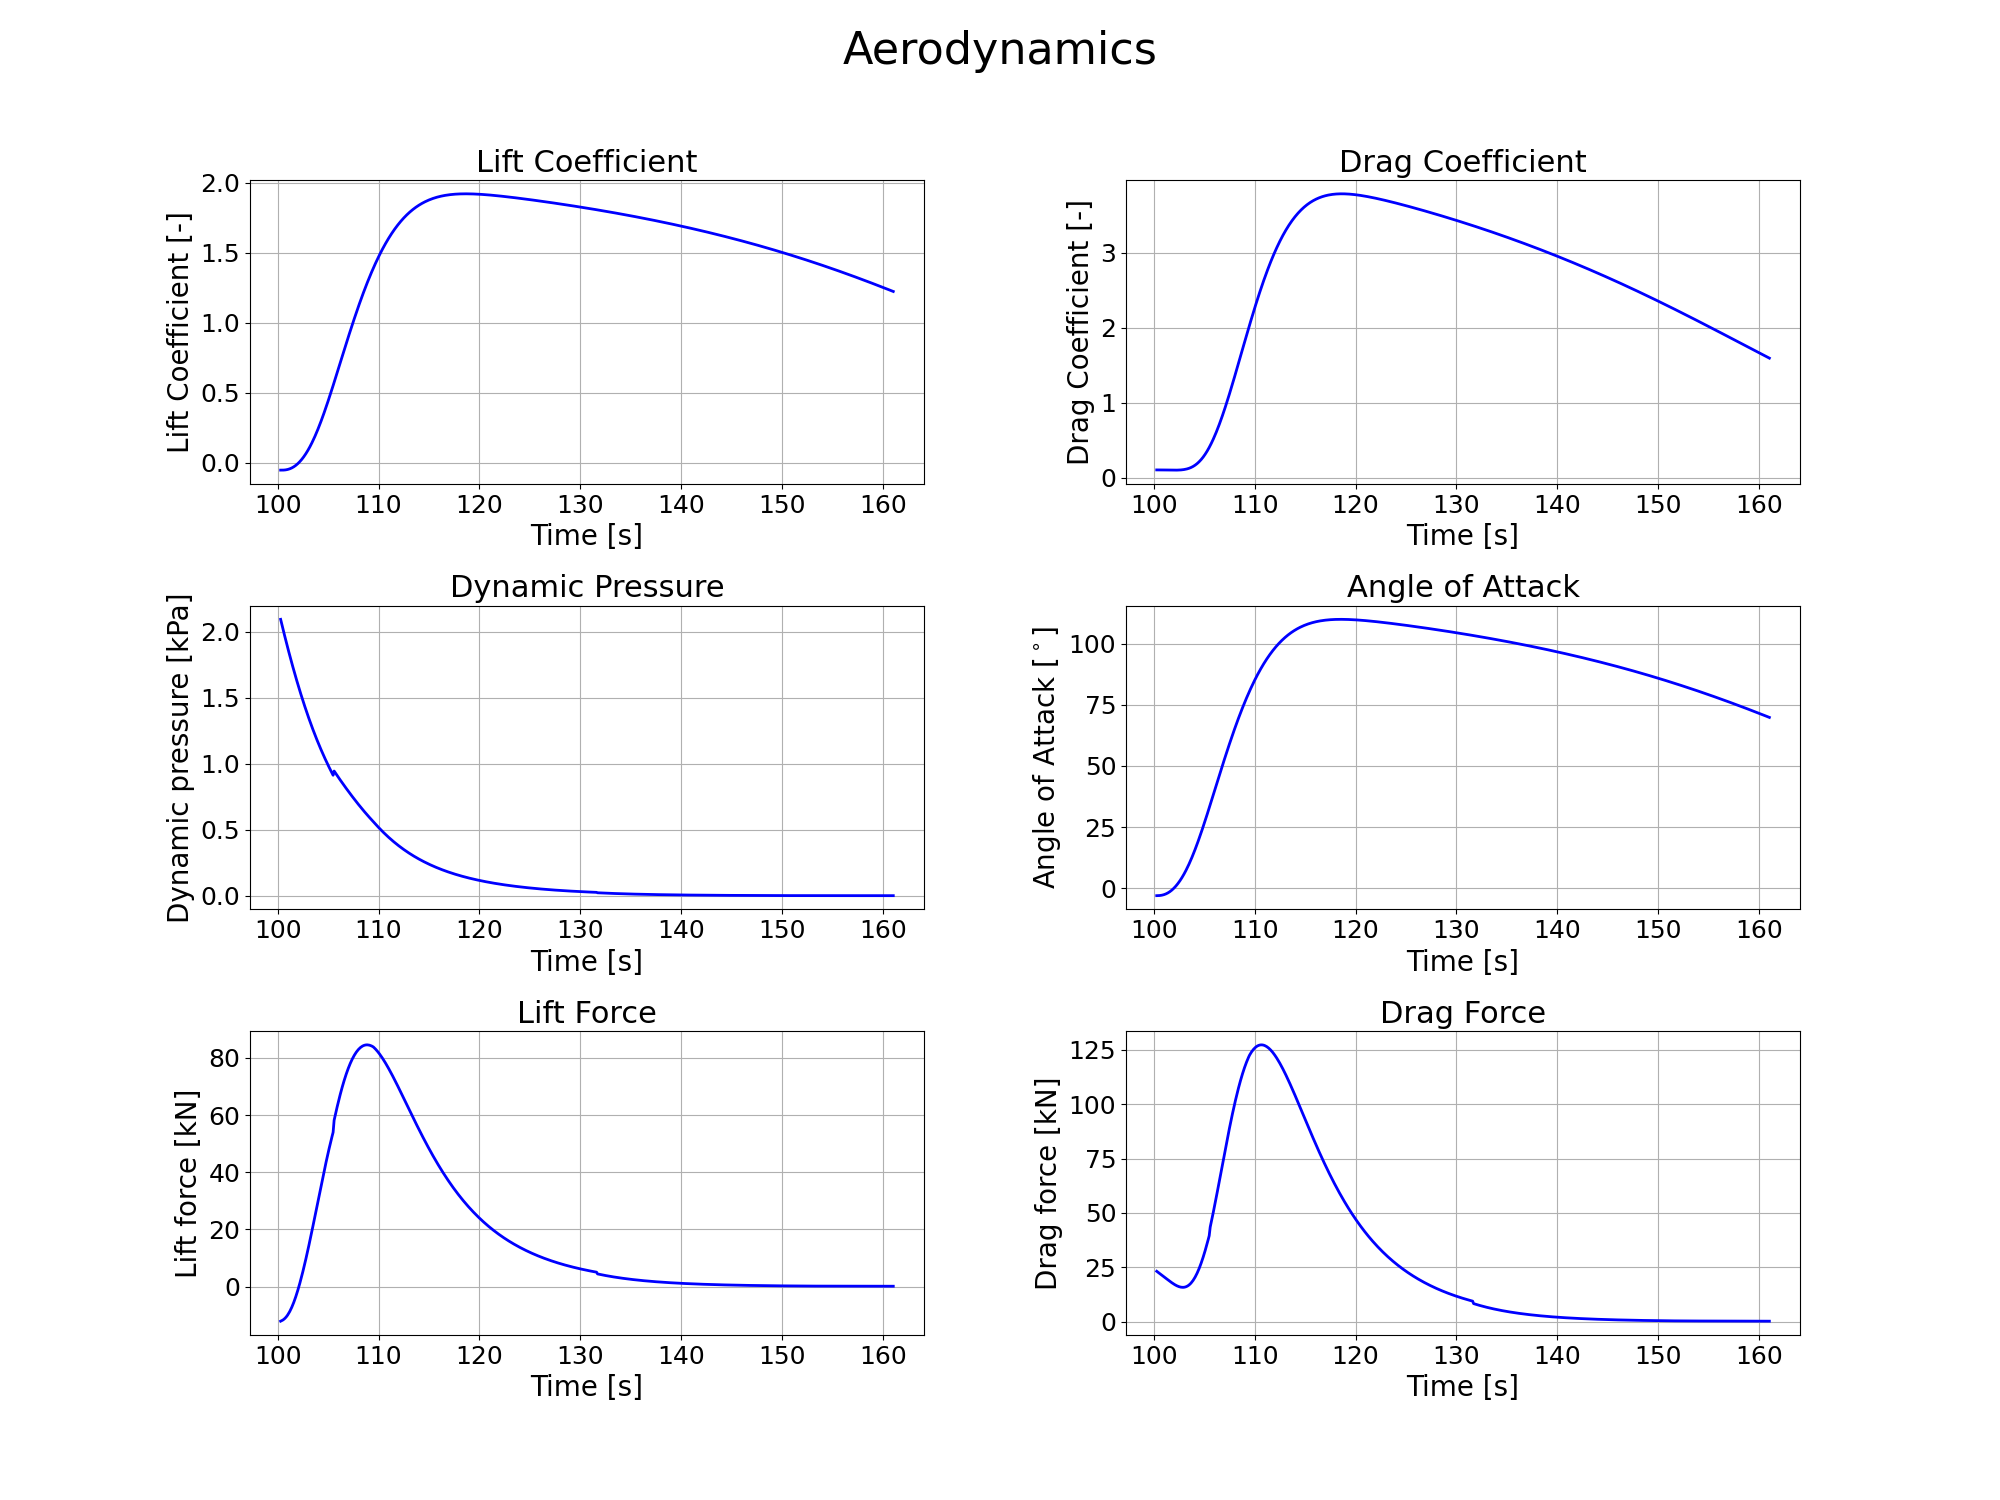 Aerodynamics
Lift Coefficient
Lift Coefficient [-]
2.0
1.5
1.0
0.5
0.0
100 110 120 130 140 150 160
Time [s]
Drag Coefficient
Drag Coefficient [-]
3
2
1
0
100 110 120 130 140 150 160
Time [s]
Dynamic Pressure
Dynamic pressure [kPa]
2.0
1.5
1.0
0.5
0.0
100 110 120 130 140 150 160
Time [s]
Angle of Attack
Angle of Attack [°]
100
75
50
25
0
100 110 120 130 140 150 160
Time [s]
Lift Force
Lift force [kN]
80
60
40
20
0
100 110 120 130 140 150 160
Time [s]
Drag Force
Drag force [kN]
125
100
75
50
25
0
100 110 120 130 140 150 160
Time [s]